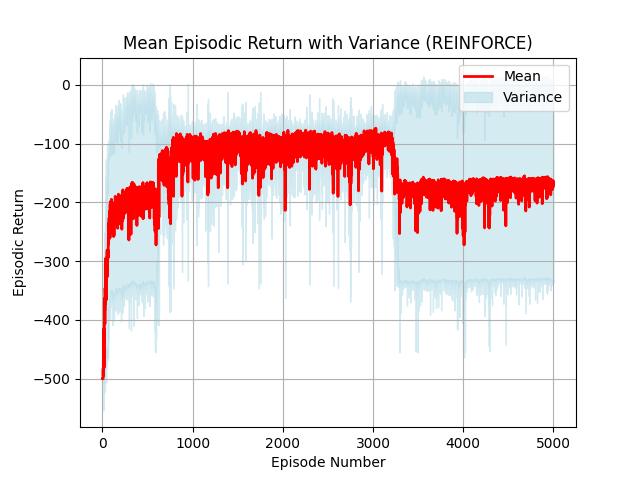 Mean Episodic Return with Variance (REINFORCE)
Mean
Variance
0
−100
−200
−300
−400
−500
Episodic Return
0 1000 2000 3000 4000 5000
Episode Number